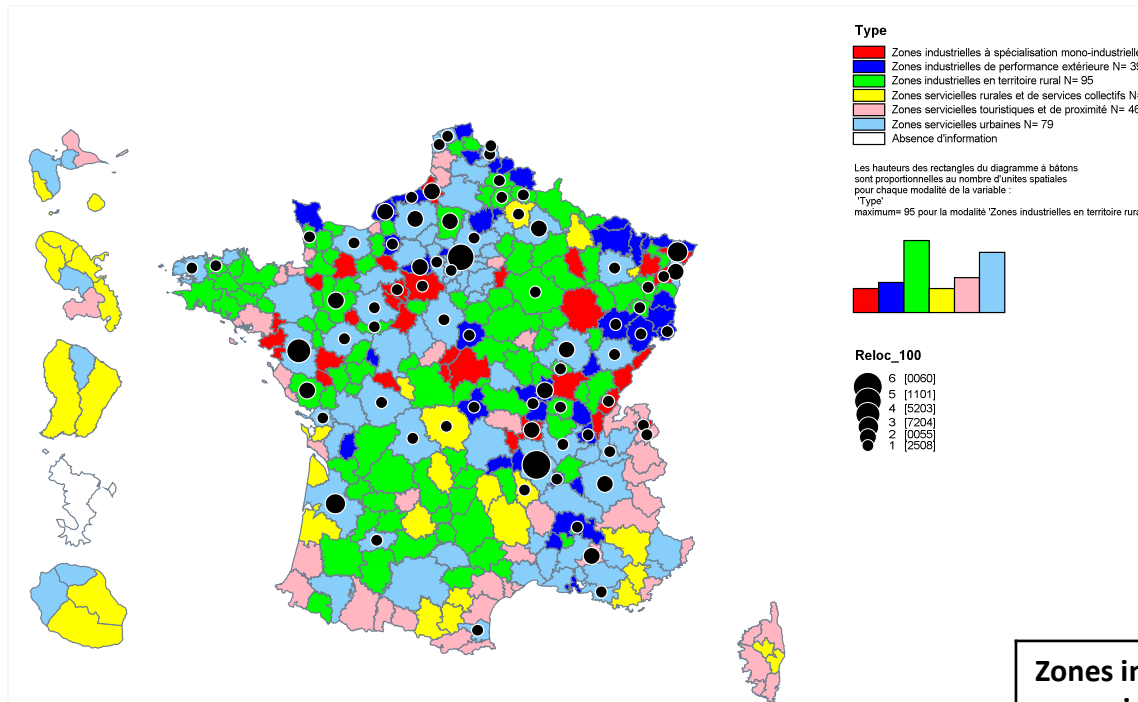 Type
Zones industrielles à spécialisation mono-industrielle
Zones industrielles de performance extérieure N= 39
Zones industrielles en territoire rural N= 95
Zones servicielles rurales et de services collectifs N=
Zones servicielles touristiques et de proximité N= 46
Zones servicielles urbaines N= 79
Absence d'information
Les hauteurs des rectangles du diagramme à bâtons
sont proportionnelles au nombre d'unites spatiales
pour chaque modalité de la variable :
'Type'
maximum= 95 pour la modalité 'Zones industrielles en territoire rural
Reloc_100
6 [0060]
5 [1101]
4 [5203]
3 [7204]
2 [0055]
1 [2508]
Zones in